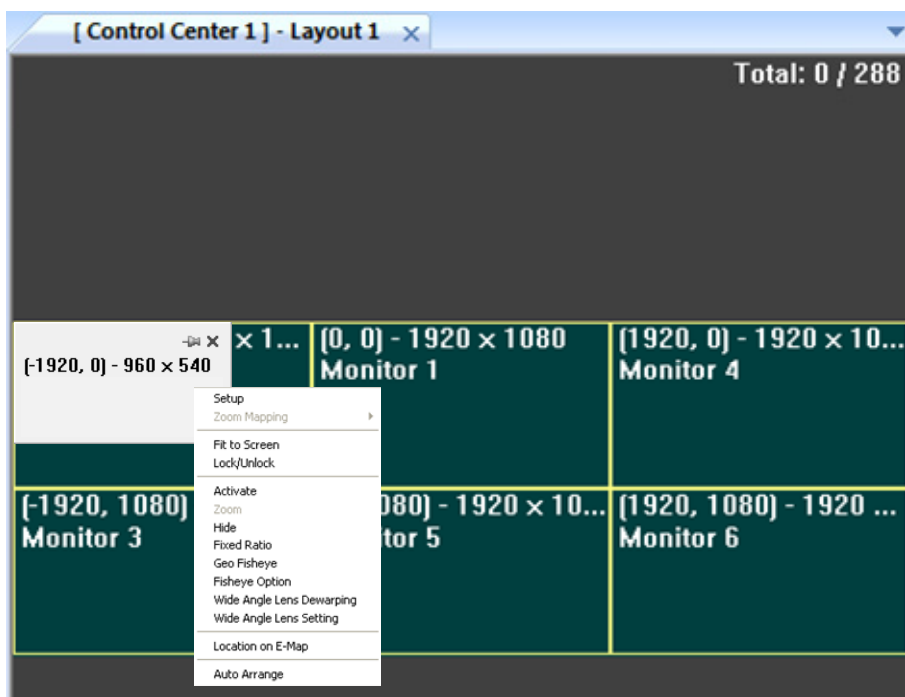 [ Control Center 1 ] - Layout 1
Total: 0 / 288
(-1920, 0) - 960 × 540
× 1...
(0, 0) - 1920 × 1080
Monitor 1
(1920, 0) - 1920 × 10...
Monitor 4
Setup
Zoom Mapping
Fit to Screen
Lock/Unlock
Activate
Zoom
Hide
Fixed Ratio
Geo Fisheye
Fisheye Option
Wide Angle Lens Dewarping
Wide Angle Lens Setting
Location on E-Map
Auto Arrange
(-1920, 1080)
Monitor 3
080) - 1920 × 10...
itor 5
(1920, 1080) - 1920 ...
Monitor 6